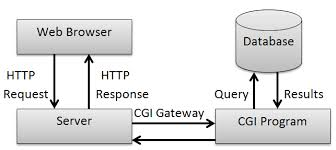 Web Browser
Database
HTTP
Request
HTTP
Response
Query
Results
CGI Gateway
Server
CGI Program